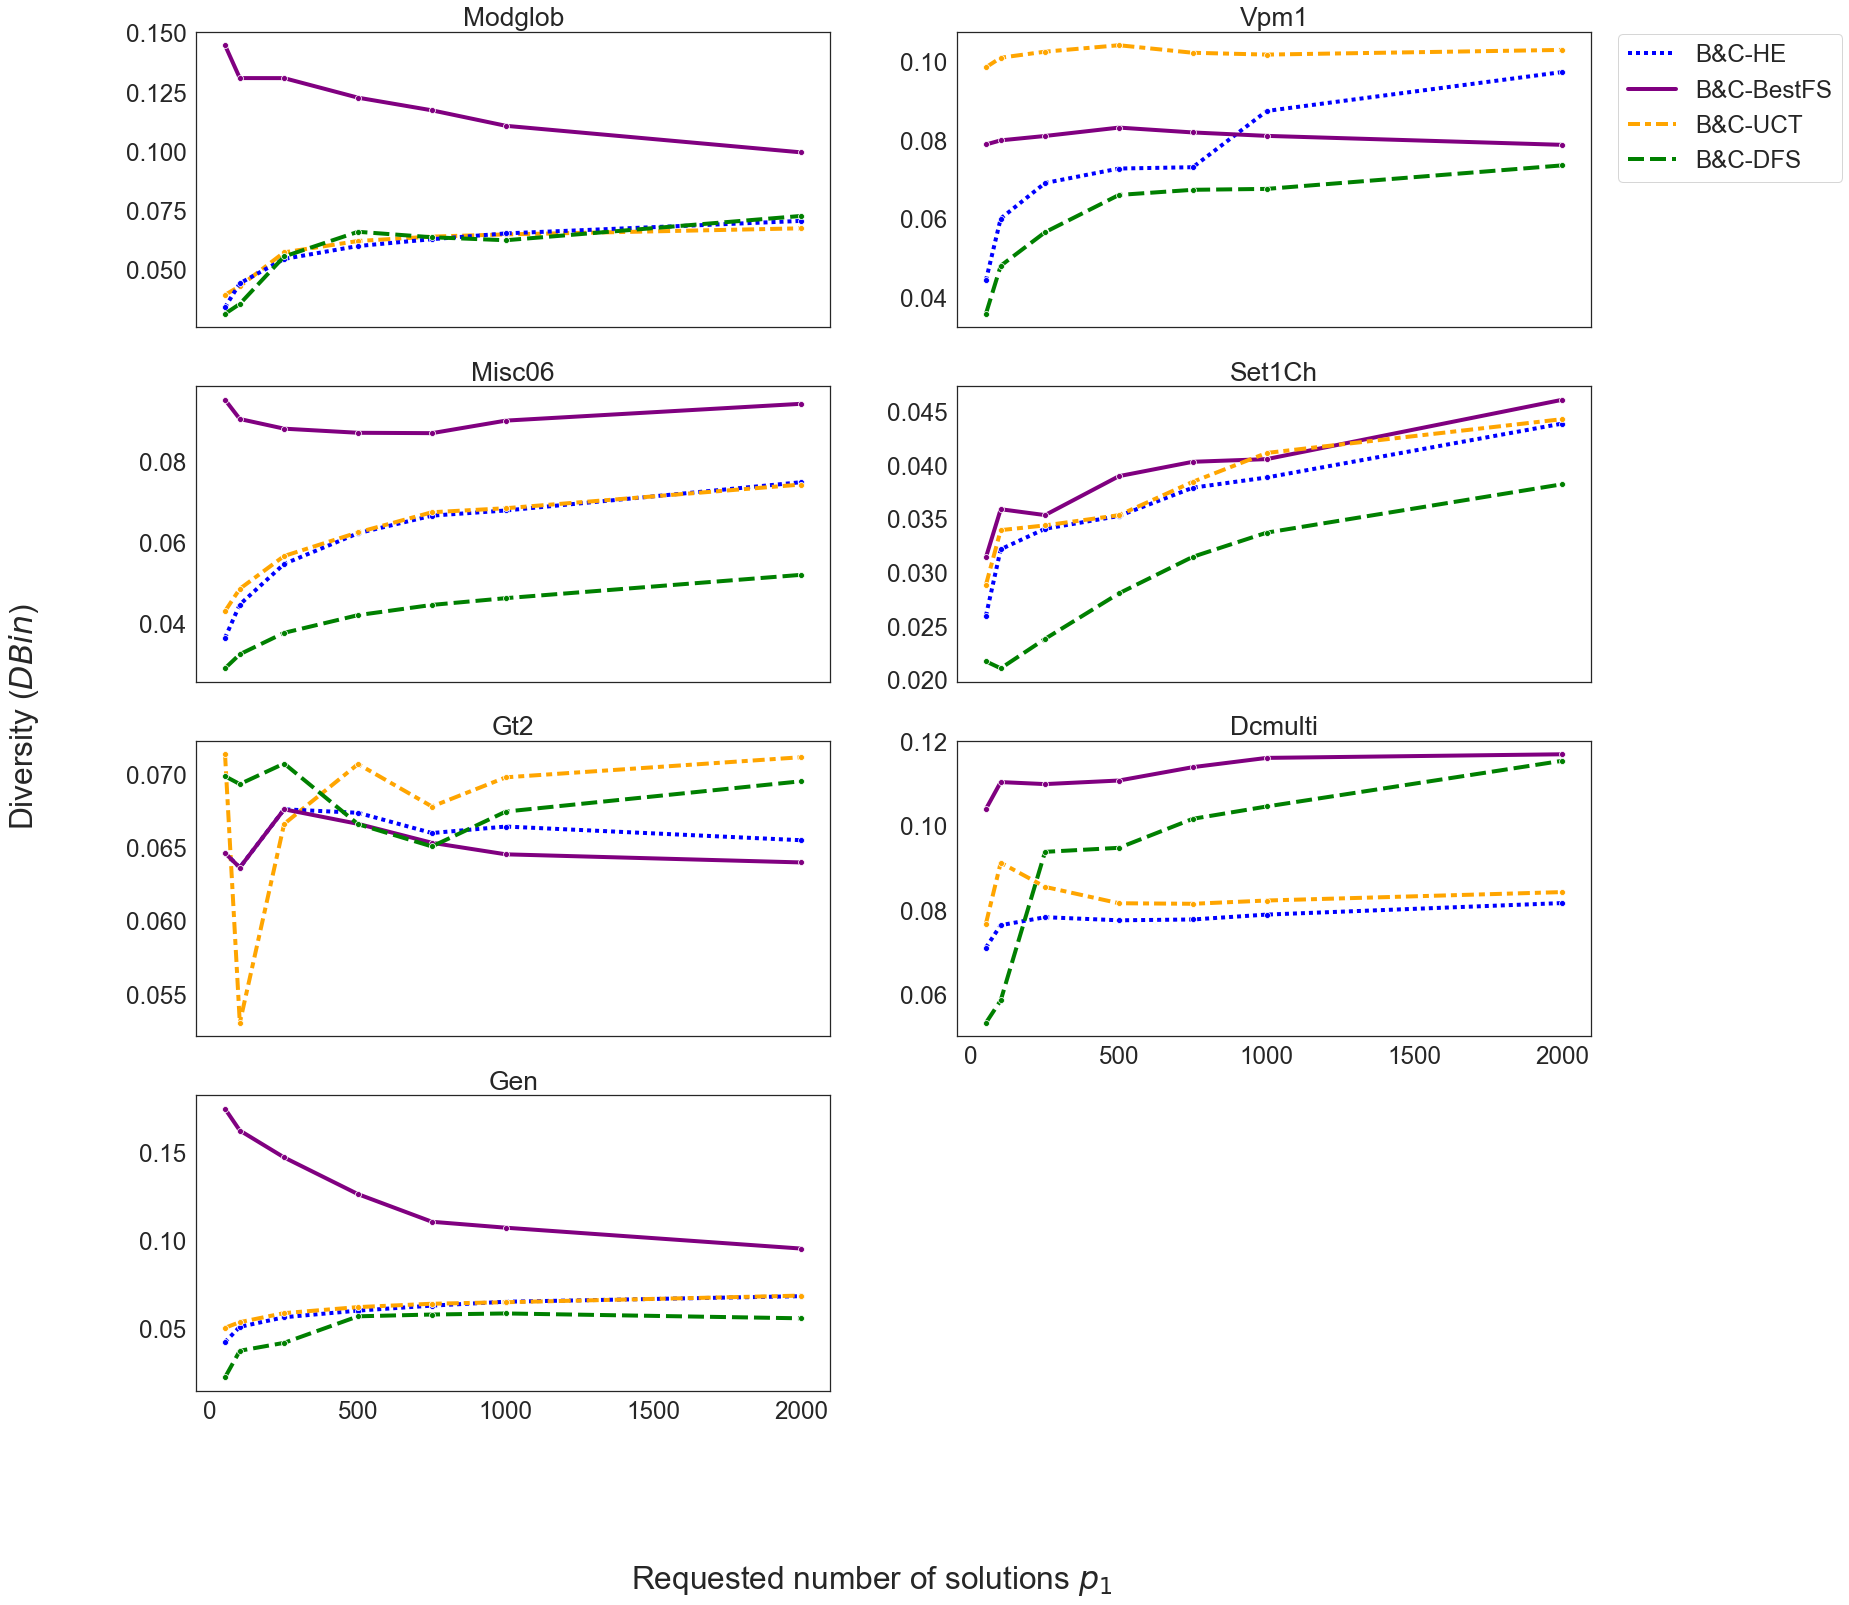 Modglob
0.150
0.125
0.100
0.075
0.050
Vpm1
0.10
0.08
0.06
0.04
B&C-HE
B&C-BestFS
B&C-UCT
B&C-DFS
Misc06
0.08
0.06
0.04
Set1Ch
0.045
0.040
0.035
0.030
0.025
0.020
Diversity (DBin)
Gt2
0.070
0.065
0.060
0.055
Dcmulti
0.12
0.10
0.08
0.06
0 500 1000 1500 2000
Gen
0.15
0.10
0.05
0 500 1000 1500 2000
Requested number of solutions p₁